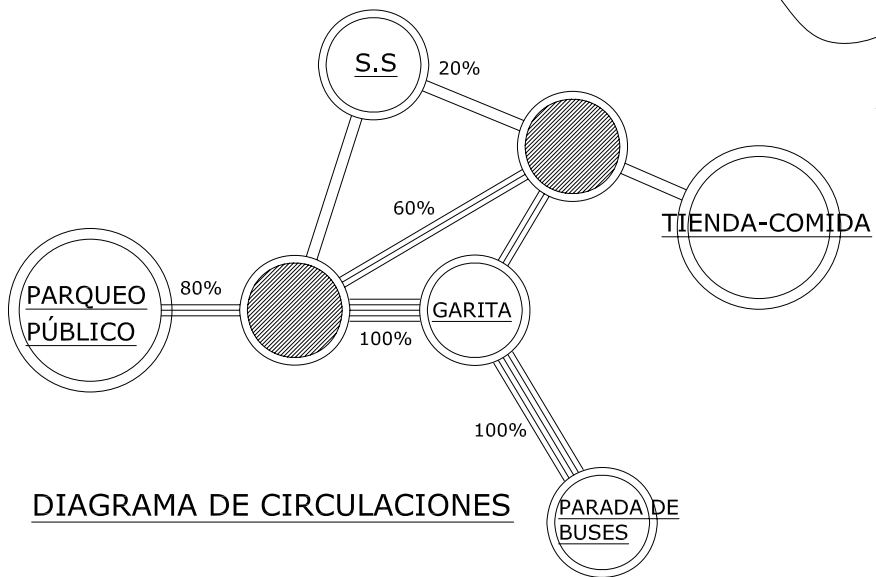 S.S
20%
60%
TIENDA-COMIDA
PARQUEO
PÚBLICO
80%
GARITA
100%
100%
PARADA DE
BUSES
DIAGRAMA DE CIRCULACIONES